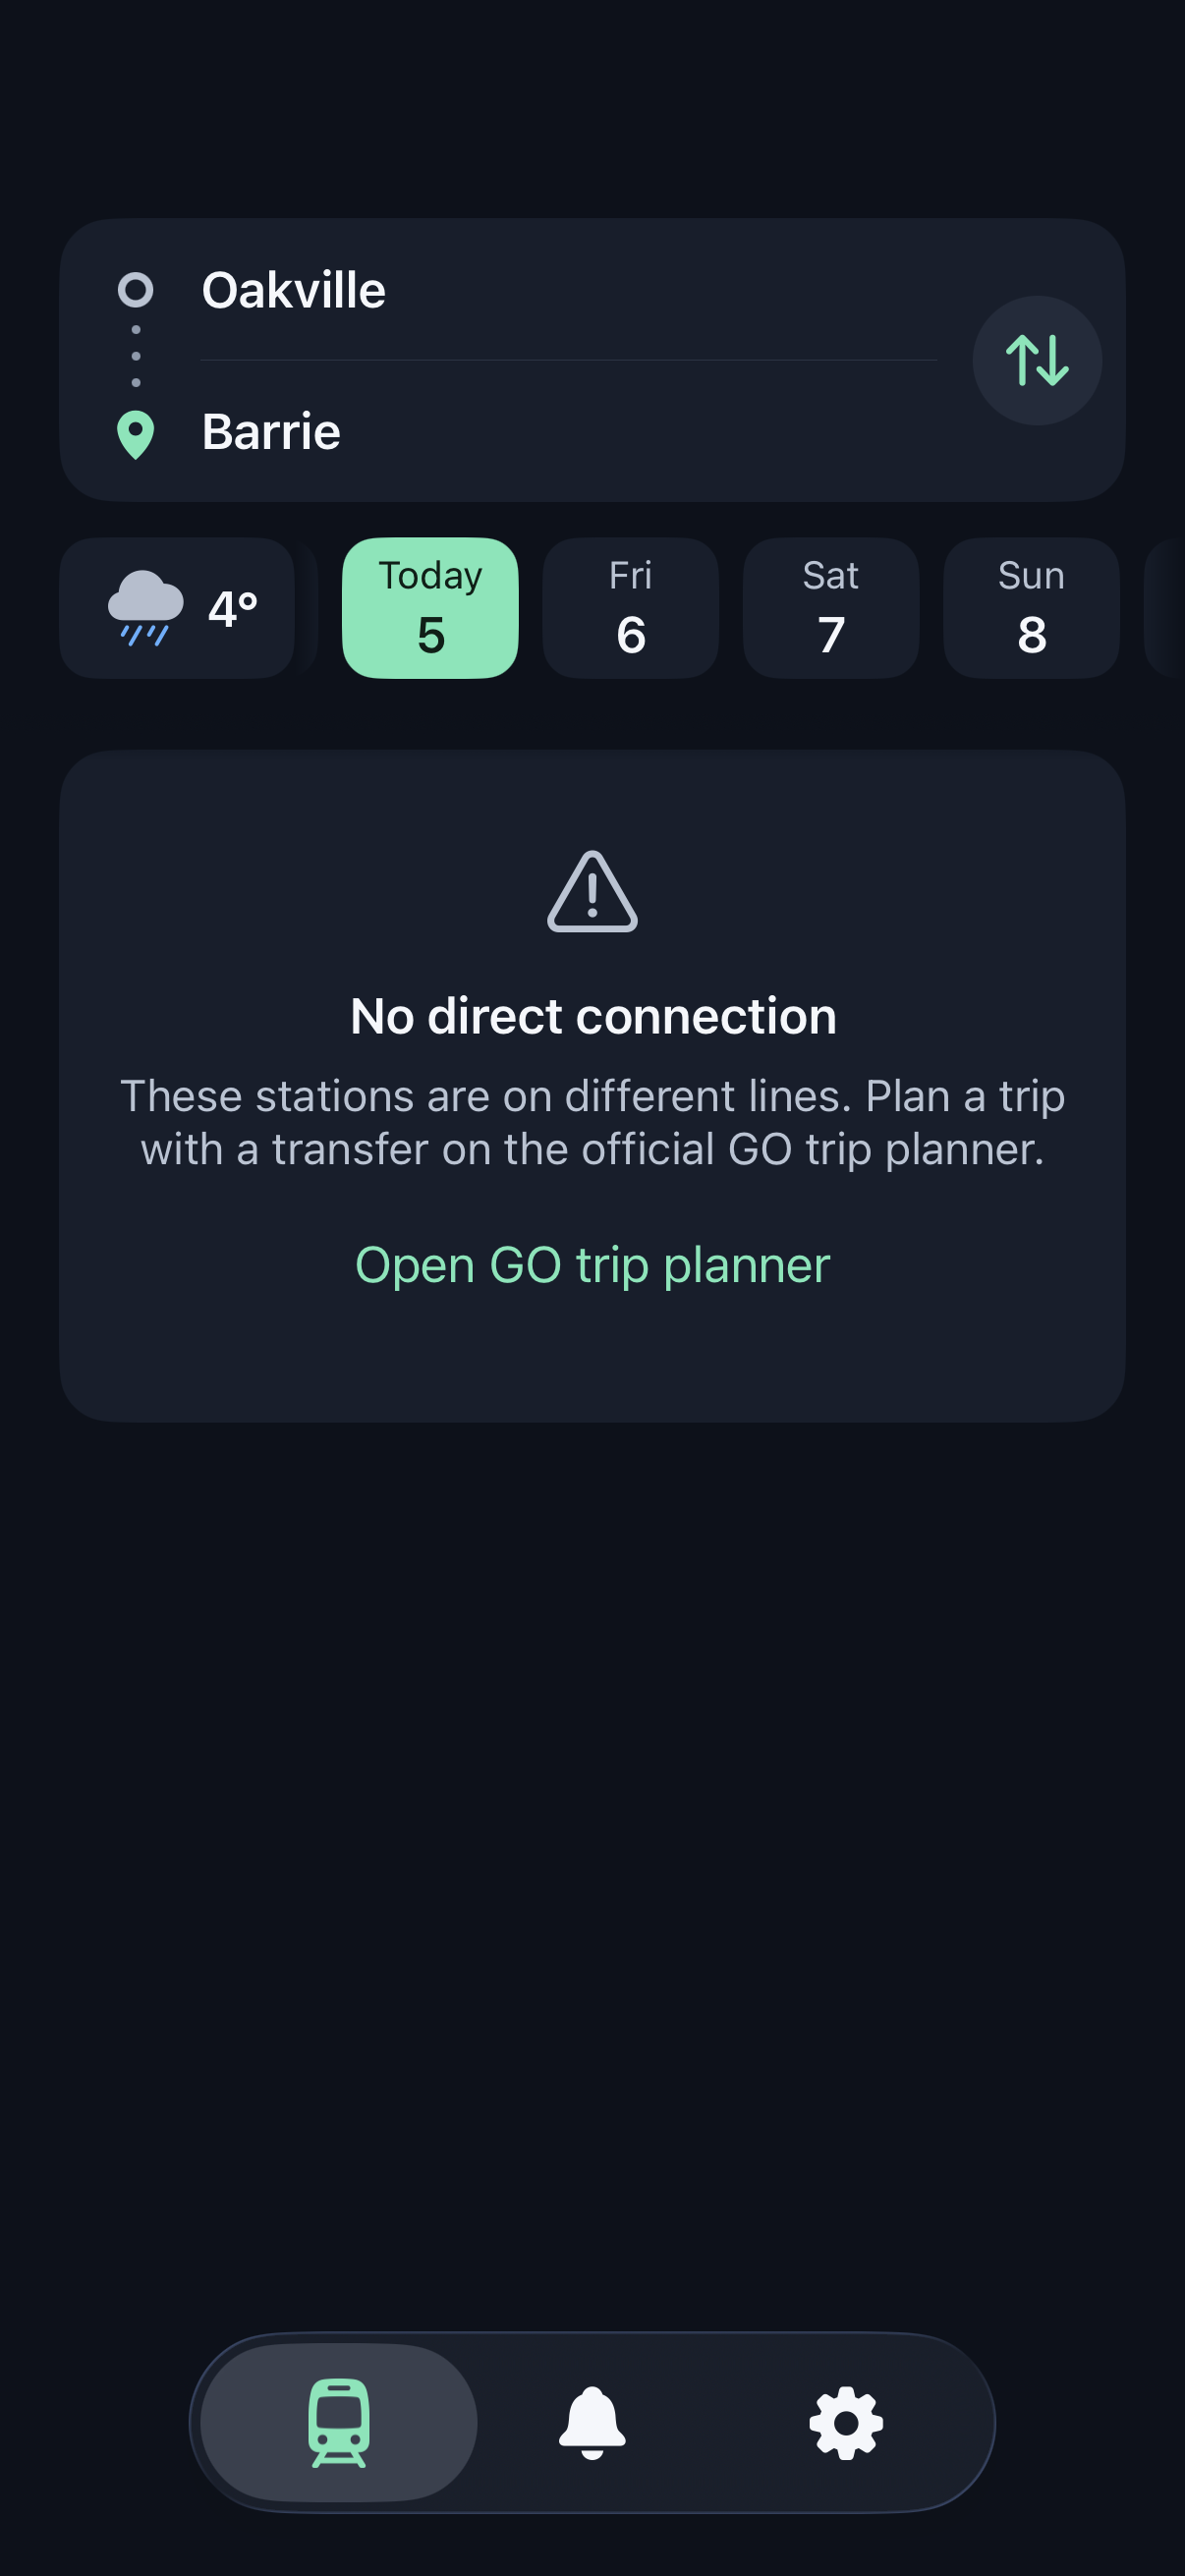 Oakville
Barrie
4°
Today
5
Fri
6
Sat
7
Sun
8
No direct connection
These stations are on different lines. Plan a trip
with a transfer on the official GO trip planner.
Open GO trip planner